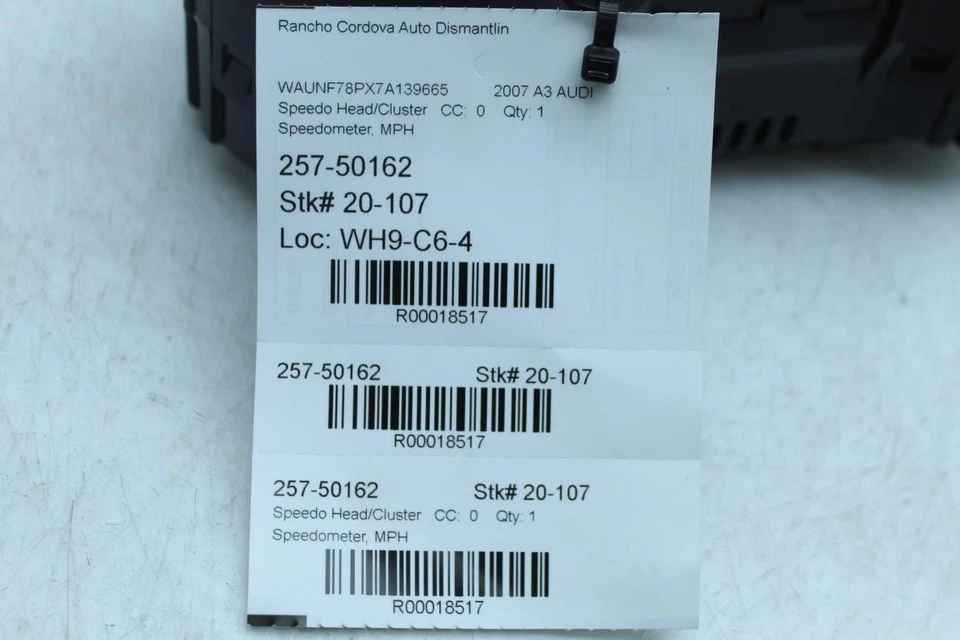 Rancho Cordova Auto Dismantlin
WAUNF78PX7A139665 2007 A3 AUDI
Speedo Head/Cluster CC: 0 Qty: 1
Speedometer, MPH
257-50162
Stk# 20-107
Loc: WH9-C6-4
R00018517
257-50162 Stk# 20-107
R00018517
257-50162 Stk# 20-107
Speedo Head/Cluster CC: 0 Qty: 1
Speedometer, MPH
R00018517